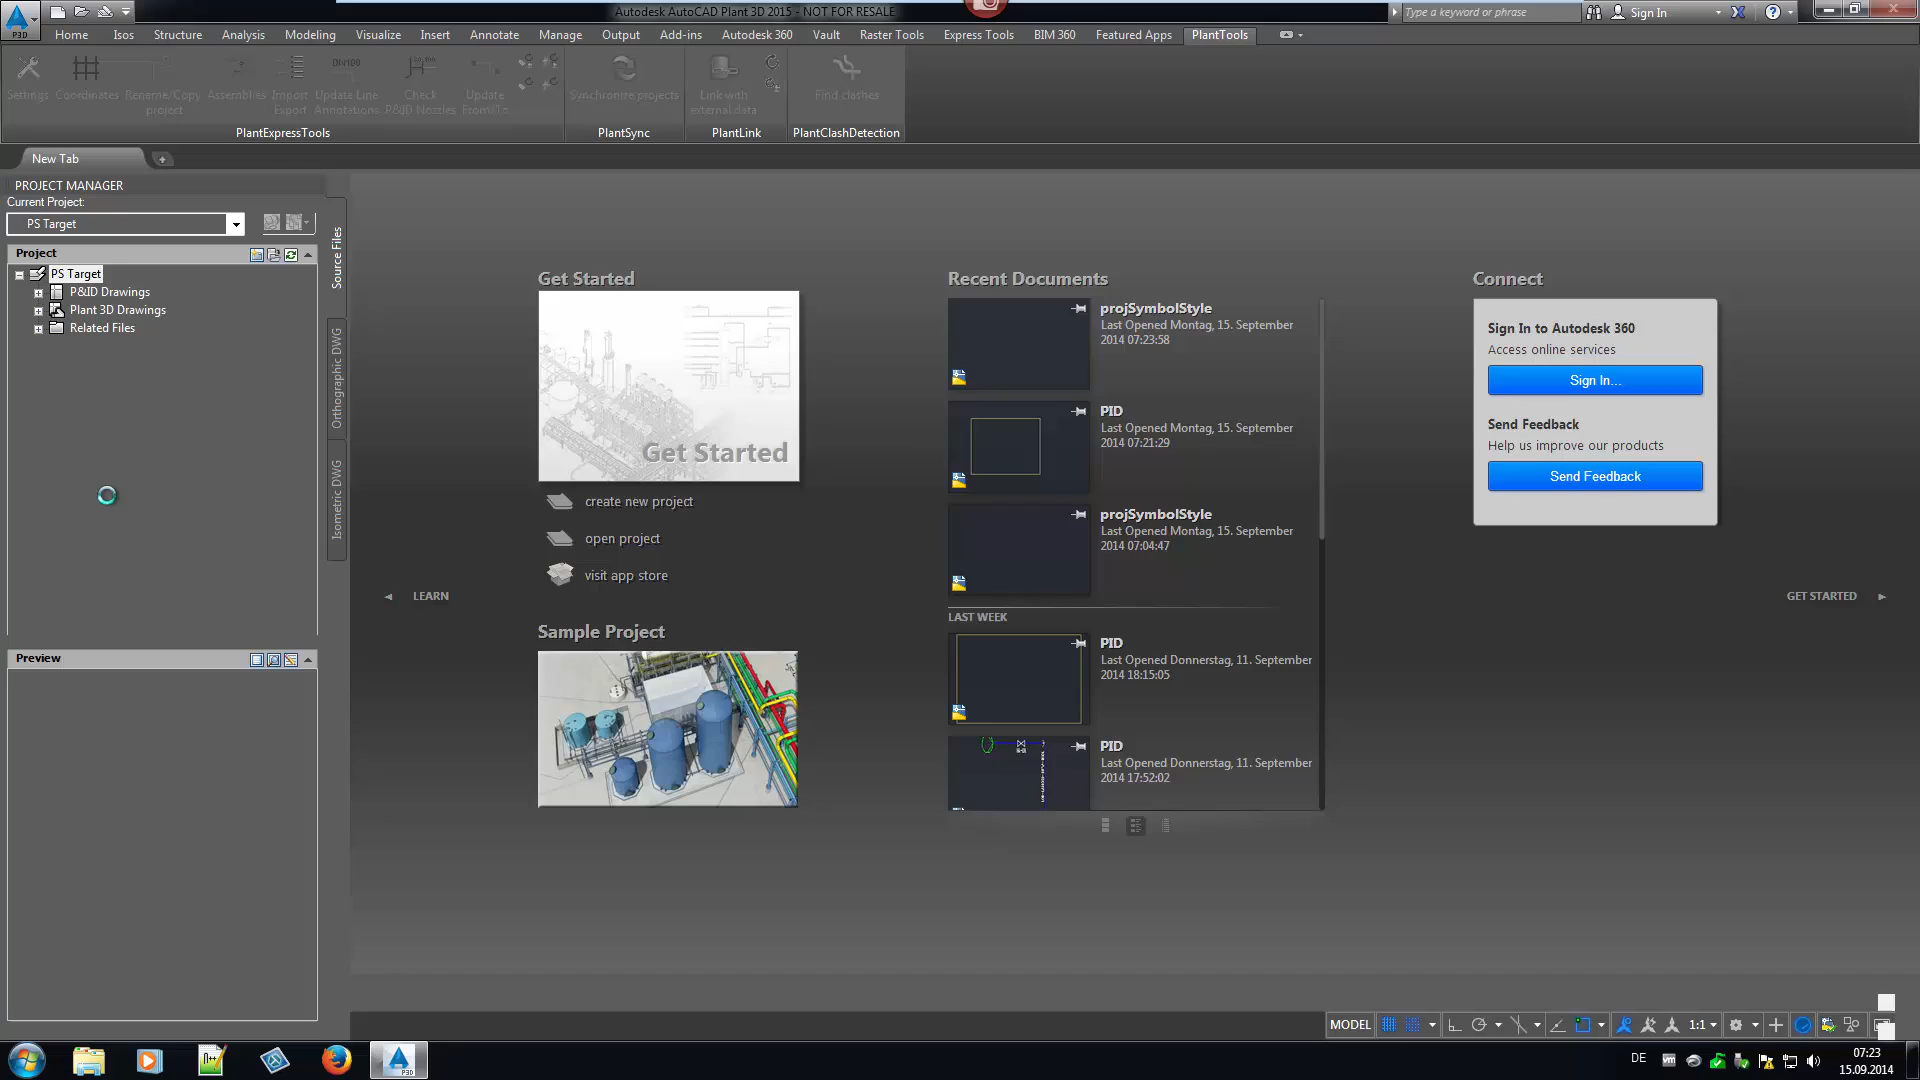 Autodesk AutoCAD Plant 3D 2015 - NOT FOR RESALE
Type a keyword or phrase
Sign In
P3D
Home Isos Structure Analysis Modeling Visualize Insert Annotate Manage Output Add-ins Autodesk 360 Vault Raster Tools Express Tools BIM 360 Featured Apps PlantTools
DN100
Settings Coordinates Rename/Copy project Assemblies Import Export Update Line Annotations Check P&ID Nozzles Update From/To Synchronize projects Link with external data Find clashes
PlantExpressTools PlantSync PlantLink PlantClashDetection
New Tab
PROJECT MANAGER
Current Project:
PS Target
Project
PS Target
P&ID Drawings
Plant 3D Drawings
Related Files
Source Files
Orthographic DWG
Isometric DWG
Preview
LEARN
Get Started
Get Started
create new project
open project
visit app store
Sample Project
Recent Documents
projSymbolStyle
Last Opened Montag, 15. September
2014 07:23:58
PID
Last Opened Montag, 15. September
2014 07:21:29
projSymbolStyle
Last Opened Montag, 15. September
2014 07:04:47
LAST WEEK
PID
Last Opened Donnerstag, 11. September
2014 18:15:05
PID
Last Opened Donnerstag, 11. September
2014 17:52:02
Connect
Sign In to Autodesk 360
Access online services
Sign In...
Send Feedback
Help us improve our products
Send Feedback
GET STARTED
MODEL
1:1
P3D
DE
07:23
15.09.2014